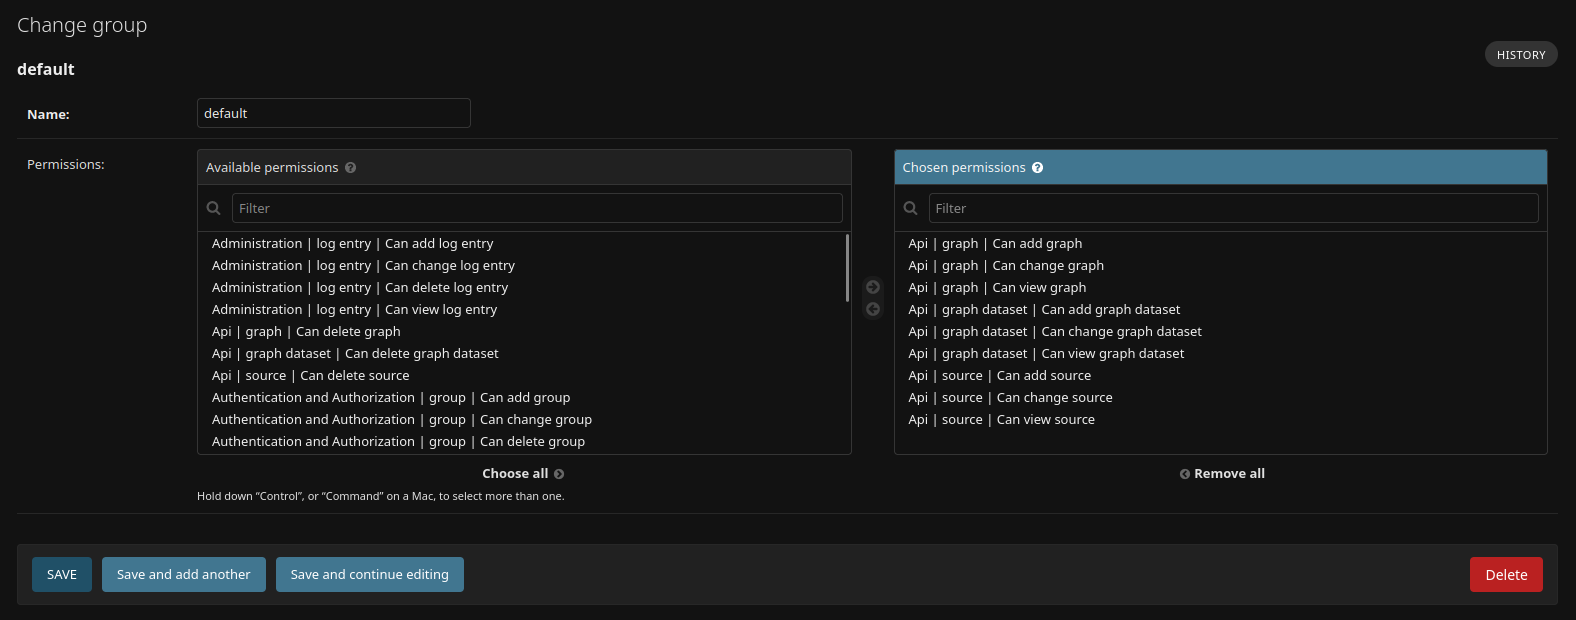 Change group
default
HISTORY
Name:
default
Permissions:
Available permissions ?
Filter
Administration | log entry | Can add log entry
Administration | log entry | Can change log entry
Administration | log entry | Can delete log entry
Administration | log entry | Can view log entry
Api | graph | Can delete graph
Api | graph dataset | Can delete graph dataset
Api | source | Can delete source
Authentication and Authorization | group | Can add group
Authentication and Authorization | group | Can change group
Authentication and Authorization | group | Can delete group
Choose all
Hold down “Control”, or “Command” on a Mac, to select more than one.
Chosen permissions ?
Filter
Api | graph | Can add graph
Api | graph | Can change graph
Api | graph | Can view graph
Api | graph dataset | Can add graph dataset
Api | graph dataset | Can change graph dataset
Api | graph dataset | Can view graph dataset
Api | source | Can add source
Api | source | Can change source
Api | source | Can view source
Remove all
SAVE
Save and add another
Save and continue editing
Delete